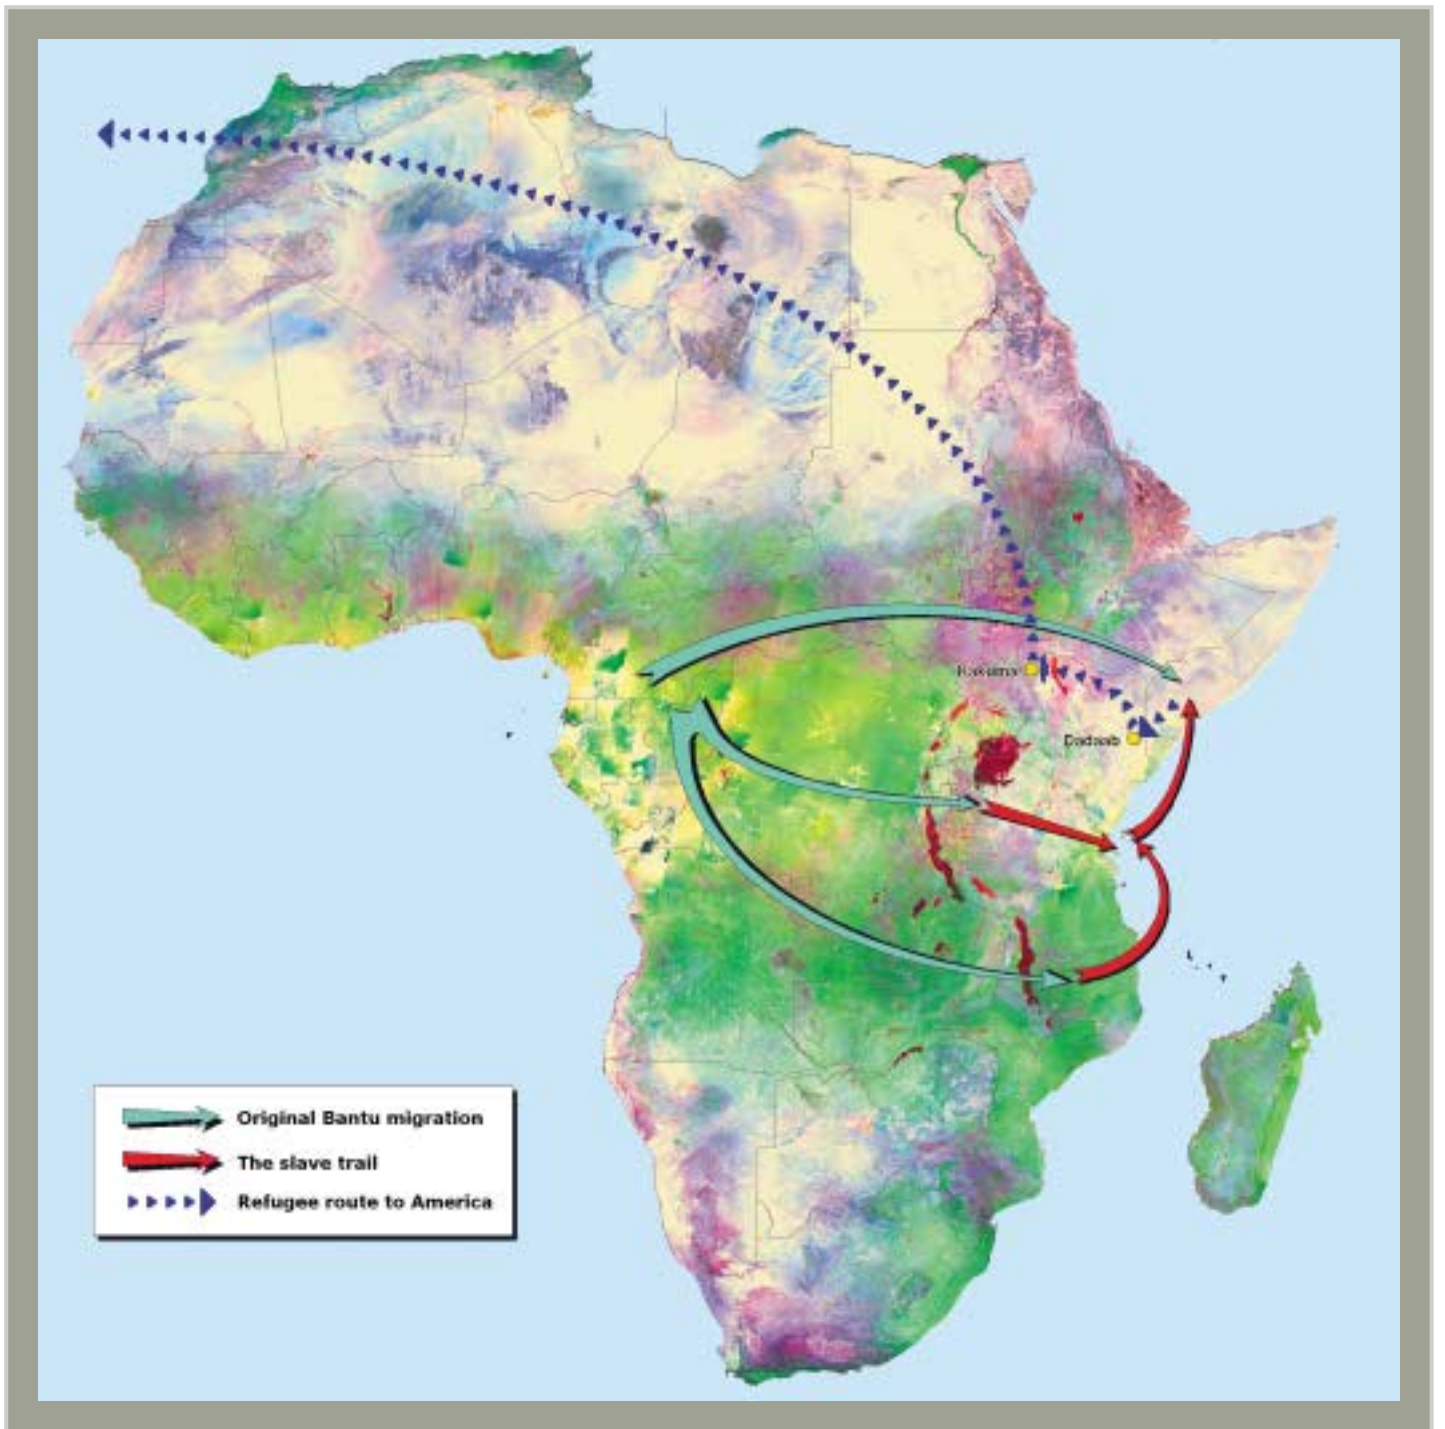 Kakuma
Dadaab
Original Bantu migration
The slave trail
Refugee route to America